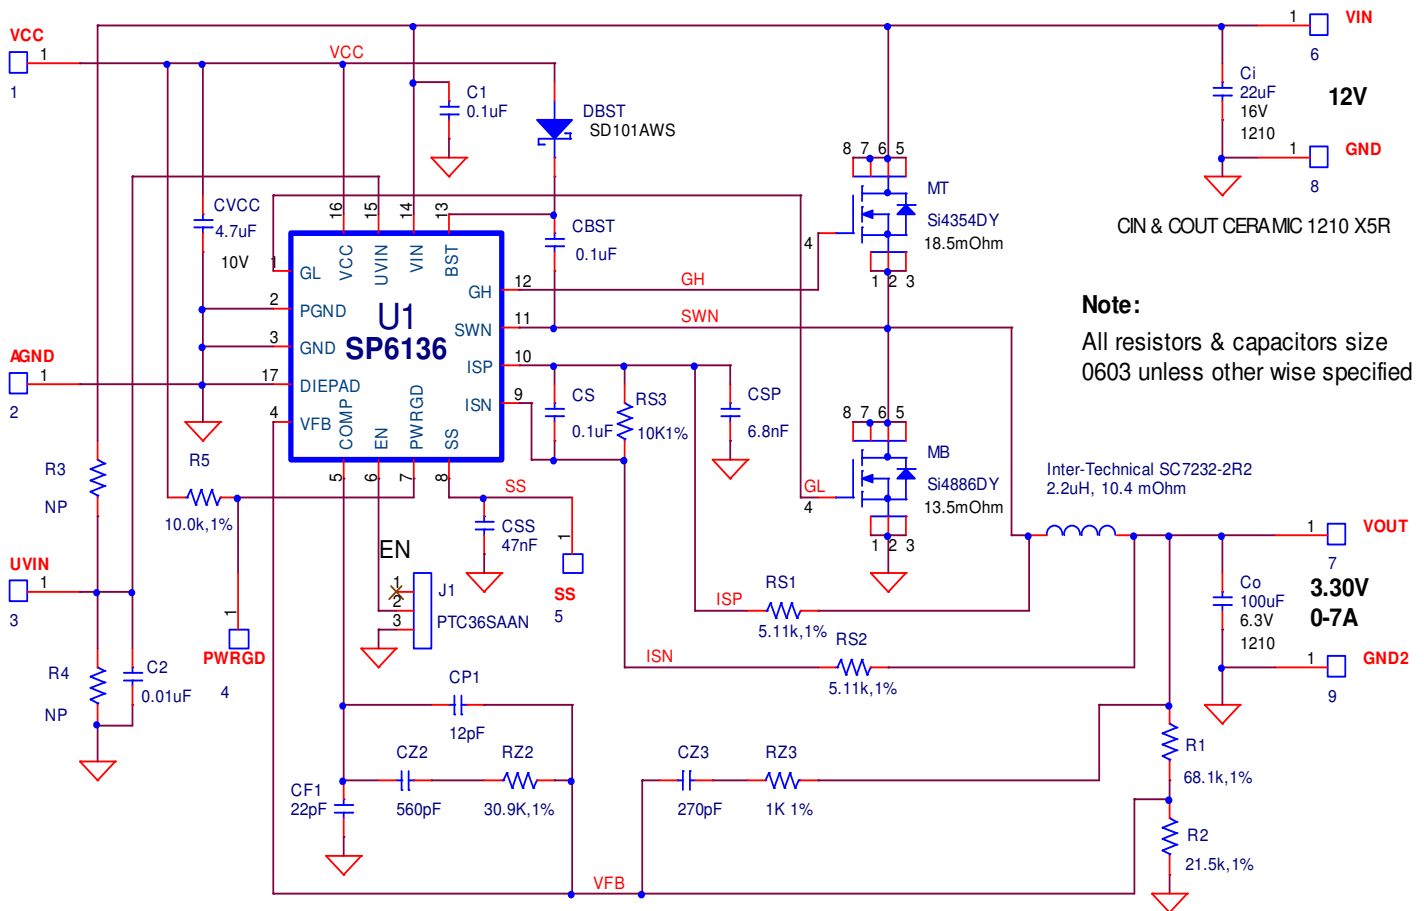 VCC
1
1
VCC
C1
0.1uF
DBST
SD101AWS
1
VIN
6
Ci
22uF
16V
1210
12V
1
GND
8
CIN & COUT CERAMIC 1210 X5R
8 7 6 5
MT
Si4354DY
18.5mOhm
4
1 2 3
CVCC
4.7uF
10V
16
15
14
13
CBST
0.1uF
VCC
UVIN
VIN
BST
1
GL
2
PGND
3
GND
17
DIEPAD
4
VFB
U1
SP6136
GH
12
GH
SWN
11
SWN
ISP
10
ISN
9
COMP
EN
PWRGD
SS
5
6
7
8
Note:
All resistors & capacitors size
0603 unless other wise specified
AGND
1
2
CS
0.1uF
RS3
10K1%
CSP
6.8nF
8 7 6 5
MB
Si4886DY
13.5mOhm
GL
4
1 2 3
R3
NP
R5
10.0k,1%
SS
CSS
47nF
1
SS
5
Inter-Technical SC7232-2R2
2.2uH, 10.4 mOhm
1
VOUT
7
3.30V
0-7A
Co
100uF
6.3V
1210
1
GND2
9
UVIN
1
3
EN
1
2
3
J1
PTC36SAAN
1
PWRGD
4
R4
NP
C2
0.01uF
ISP
RS1
5.11k,1%
ISN
RS2
5.11k,1%
CP1
12pF
CZ2
560pF
RZ2
30.9K,1%
CF1
22pF
CZ3
270pF
RZ3
1K 1%
R1
68.1k,1%
R2
21.5k,1%
VFB